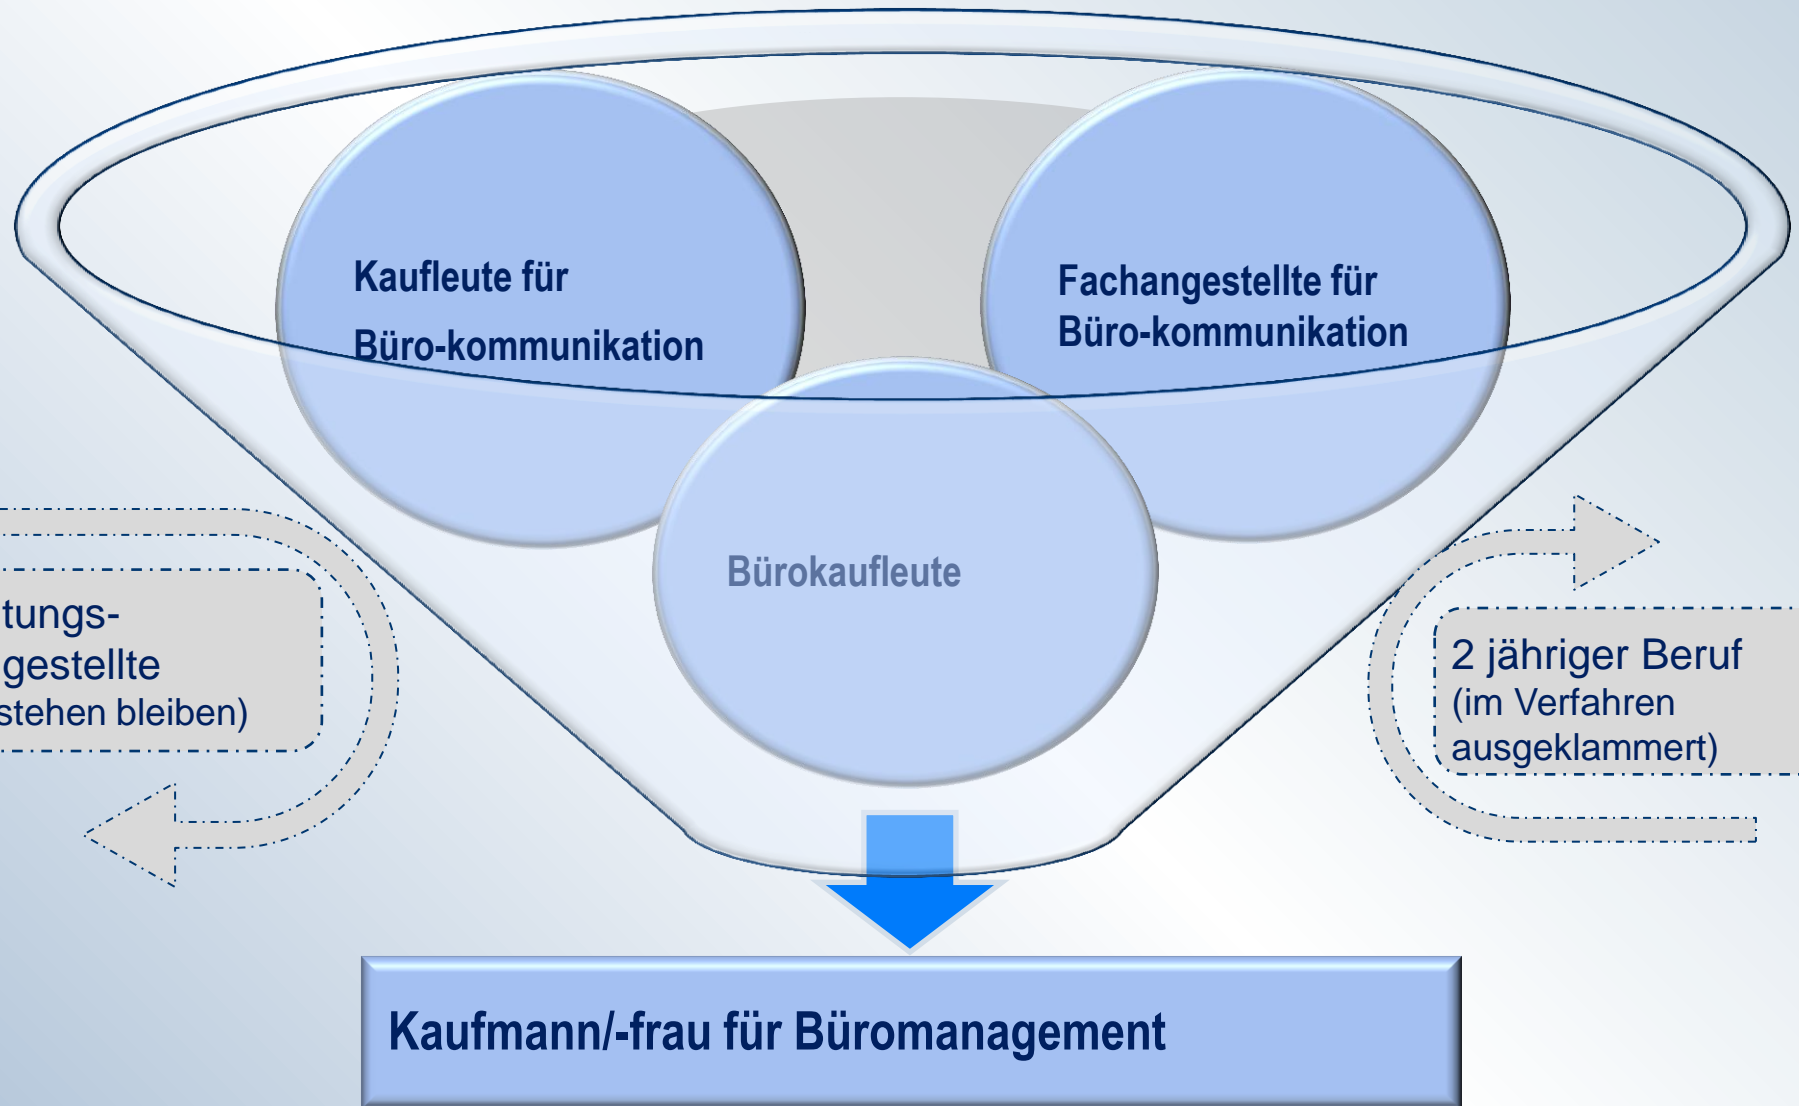 Kaufleute für
Büro-kommunikation
Fachangestellte für
Büro-kommunikation
Bürokaufleute
tungs-
gestellte
stehen bleiben)
2 jähriger Beruf
(im Verfahren
ausgeklammert)
Kaufmann/-frau für Büromanagement